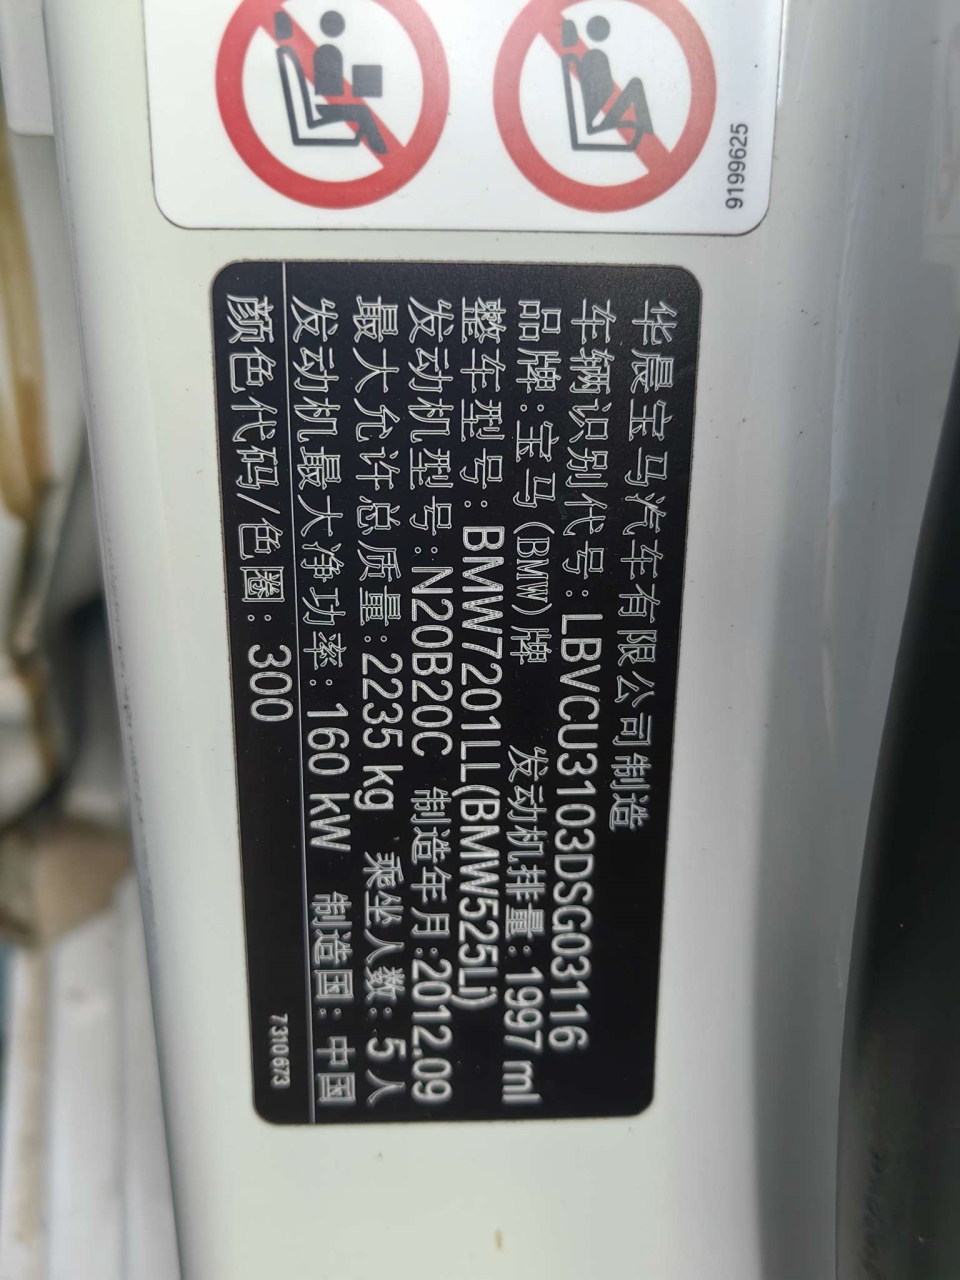 9199625
华晨宝马汽车有限公司制造
车辆识别代号：LBVCU3103DSG03116
品牌：宝马(BMW)牌 发动机排量：1997 ml
整车型号：BMW7201LL(BMW525Li)
发动机型号：N20B20C 制造年月：2012.09
最大允许总质量：2235 kg 乘坐人数：5人
发动机最大净功率：160 kW 制造国：中国
颜色代码/色圈：300
7310673